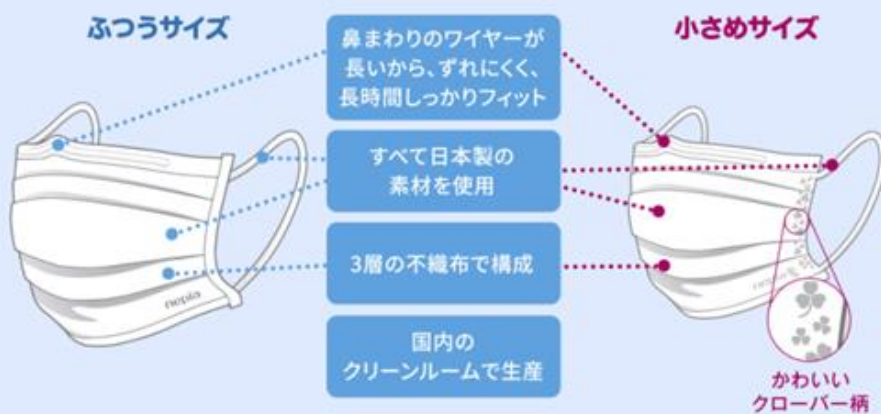 ふつうサイズ
小さめサイズ
鼻まわりのワイヤーが
長いから、ずれにくく、
長時間しっかりフィット
すべて日本製の
素材を使用
3層の不織布で構成
国内の
クリーンルームで生産
nepia
かわいい
クローバー柄